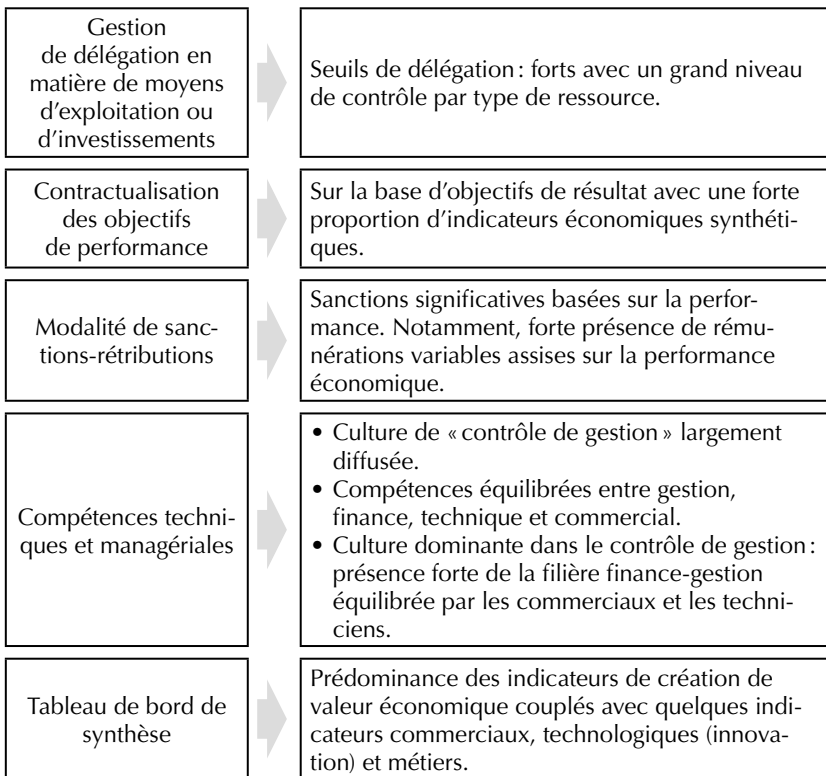 Gestion
de délégation en
matière de moyens
d'exploitation ou
d'investissements
Seuils de délégation : forts avec un grand niveau
de contrôle par type de ressource.
Contractualisation
des objectifs
de performance
Sur la base d'objectifs de résultat avec une forte
proportion d'indicateurs économiques synthéti-
ques.
Modalité de sanc-
tions-rétributions
Sanctions significatives basées sur la perfor-
mance. Notamment, forte présence de rému-
nérations variables assises sur la performance
économique.
Compétences techni-
ques et managériales
• Culture de « contrôle de gestion » largement
diffusée.
• Compétences équilibrées entre gestion,
finance, technique et commercial.
• Culture dominante dans le contrôle de gestion :
présence forte de la filière finance-gestion
équilibrée par les commerciaux et les techni-
ciens.
Tableau de bord de
synthèse
Prédominance des indicateurs de création de
valeur économique couplés avec quelques indi-
cateurs commerciaux, technologiques (innova-
tion) et métiers.